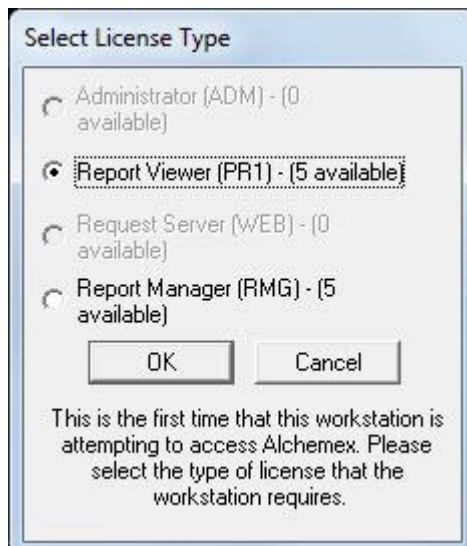 Select License Type
Administrator (ADM) - (0
available)
Report Viewer (PR1) - (5 available)
Request Server (WEB) - (0
available)
Report Manager (RMG) - (5
available)
OK
Cancel
This is the first time that this workstation is
attempting to access Alchemex. Please
select the type of license that the
workstation requires.